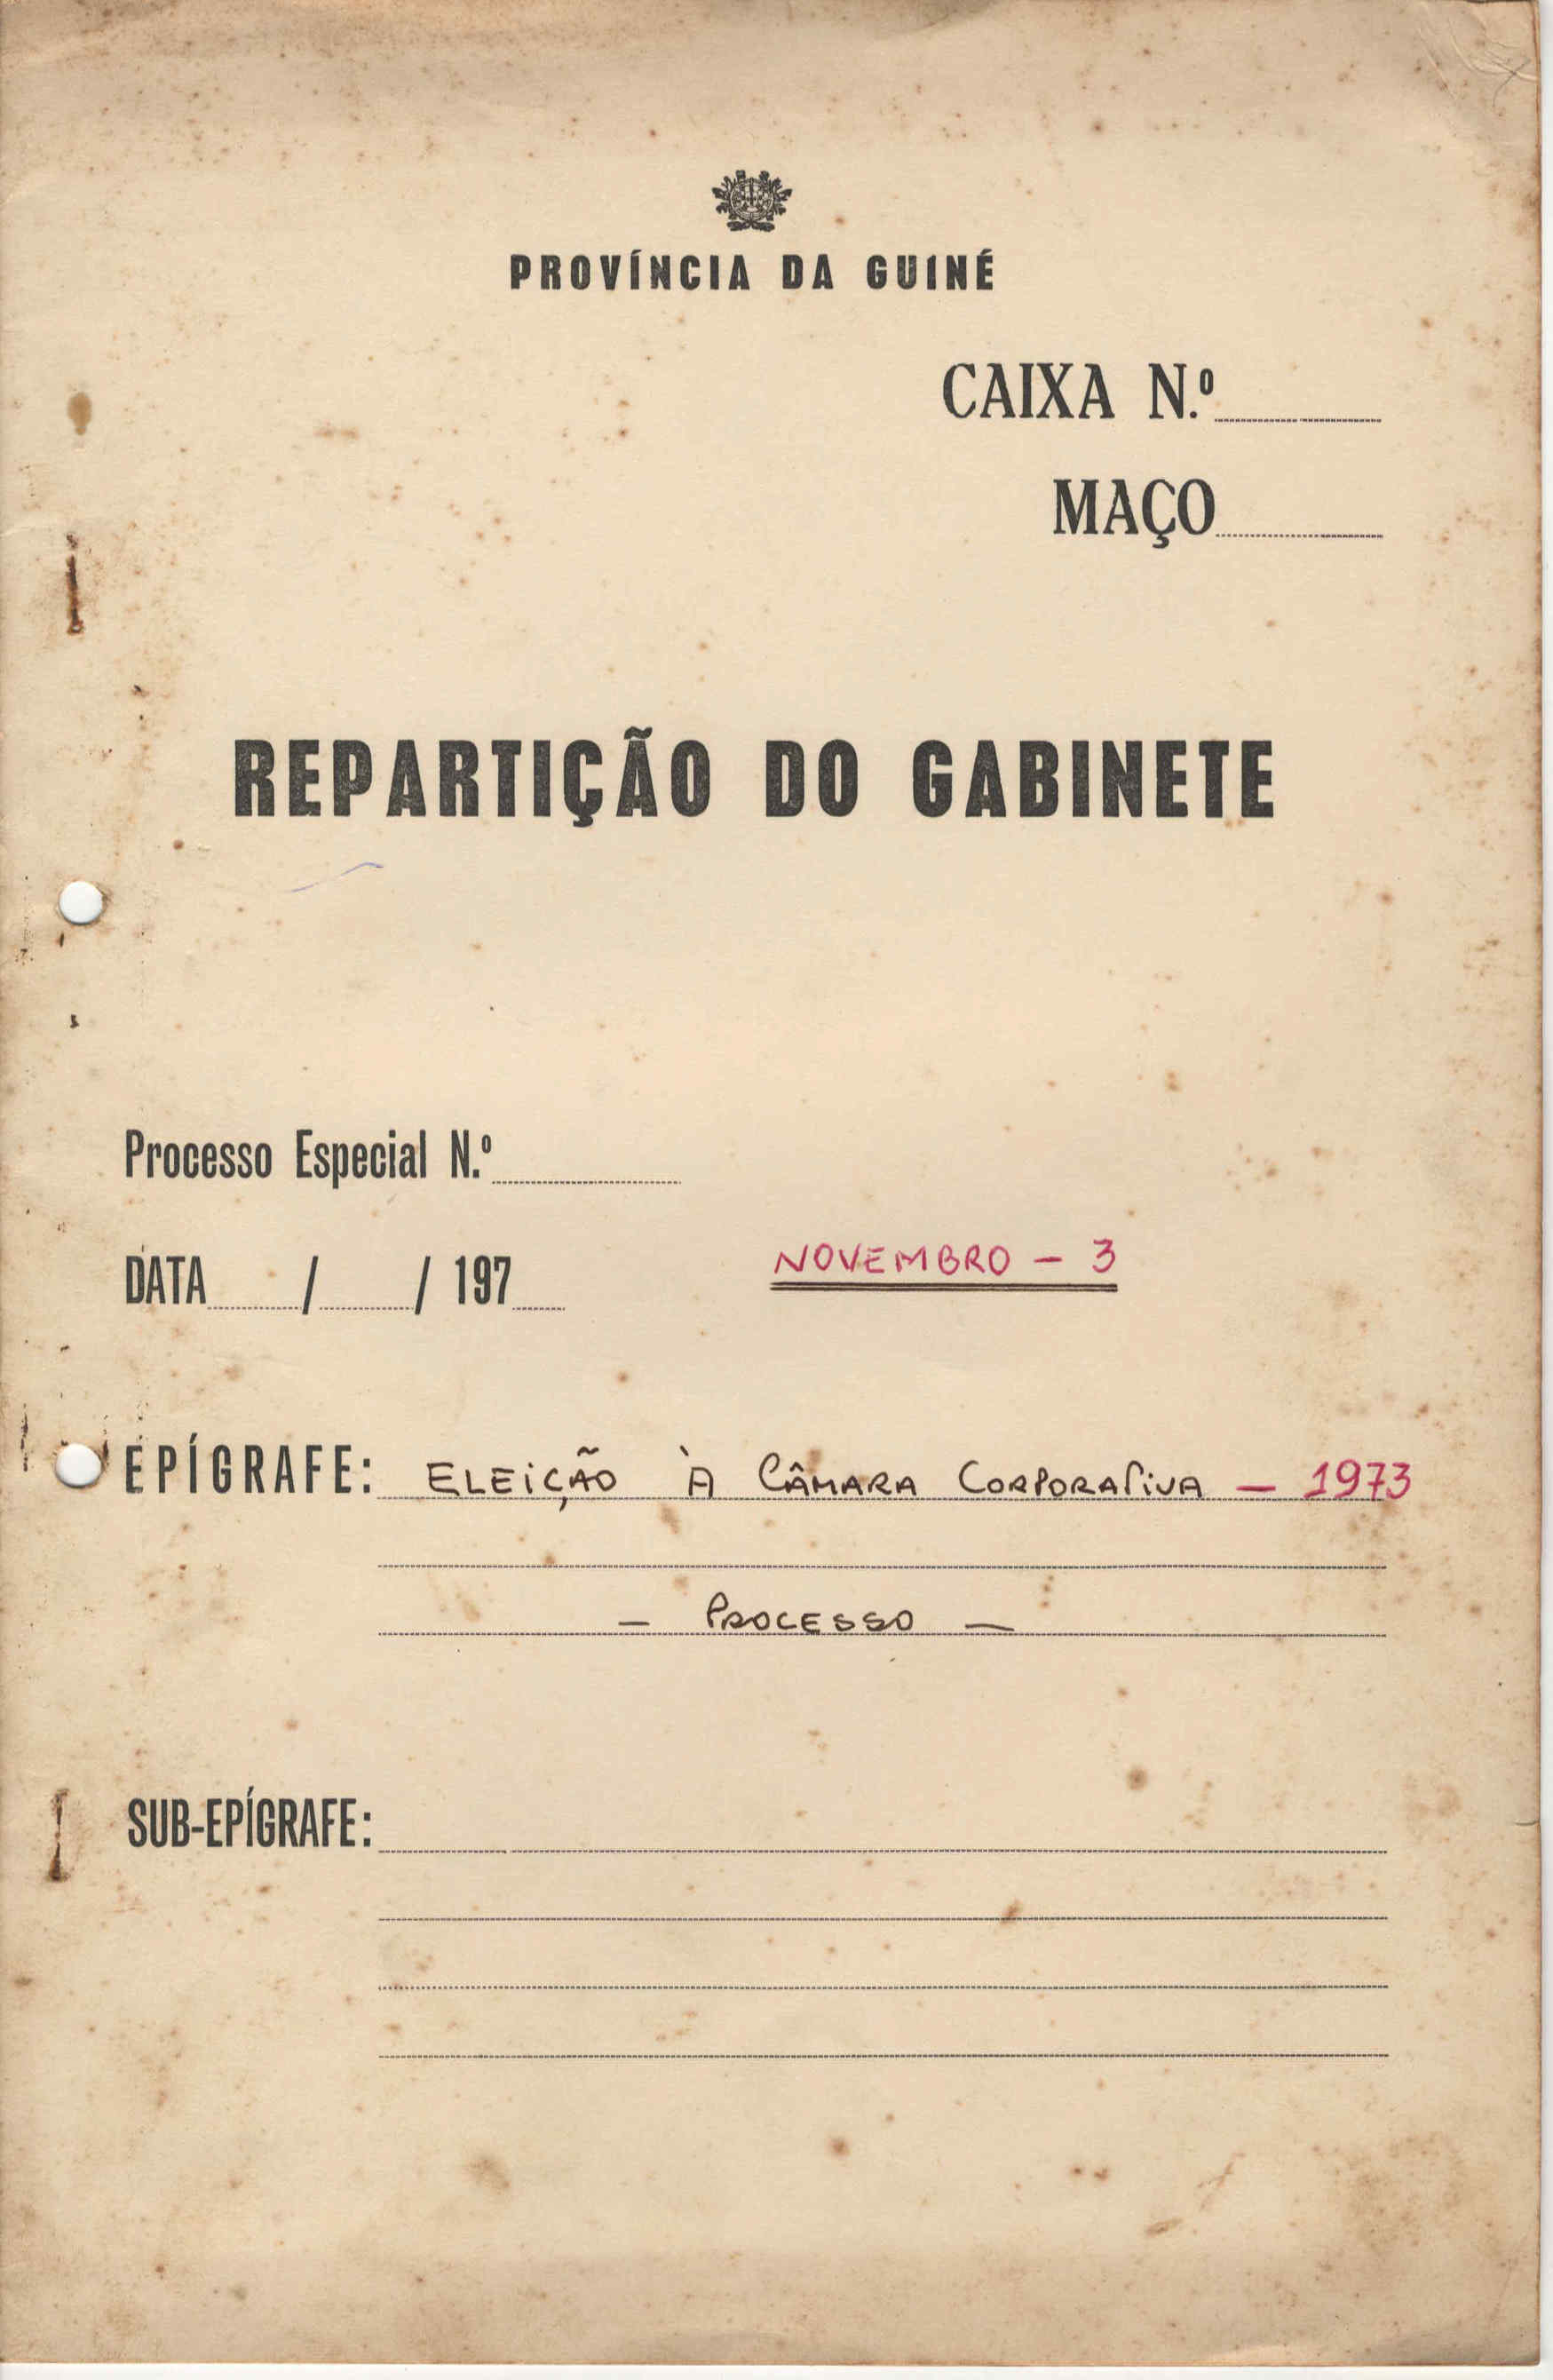 PROVÍNCIA DA GUINÉ
CAIXA N.º
MAÇO
REPARTIÇÃO DO GABINETE
Processo Especial N.º
DATA / / 197
NOVEMBRO - 3
EPÍGRAFE: ELEIÇÃO À CÂMARA CORPORATIVA - 1973
- PROCESSO -
SUB-EPÍGRAFE: